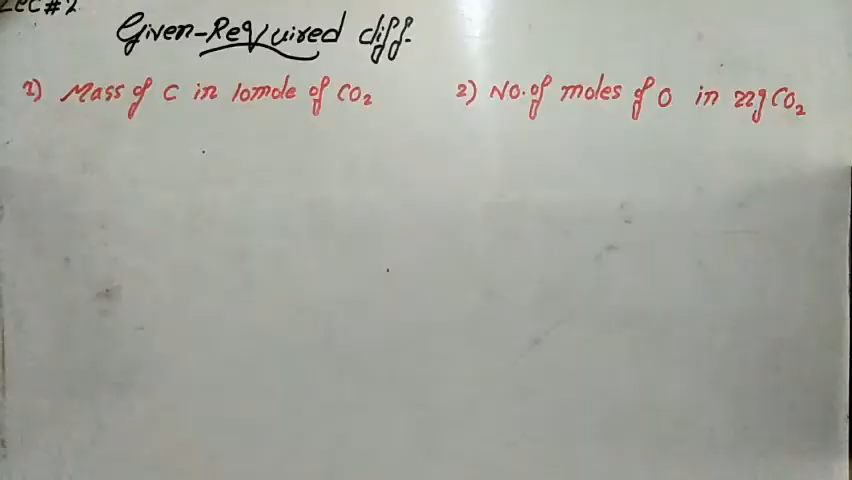 Lec#2
Given-Required diff.
1) Mass of C in 10mole of CO2
2) NO. of moles of O in 22g CO2